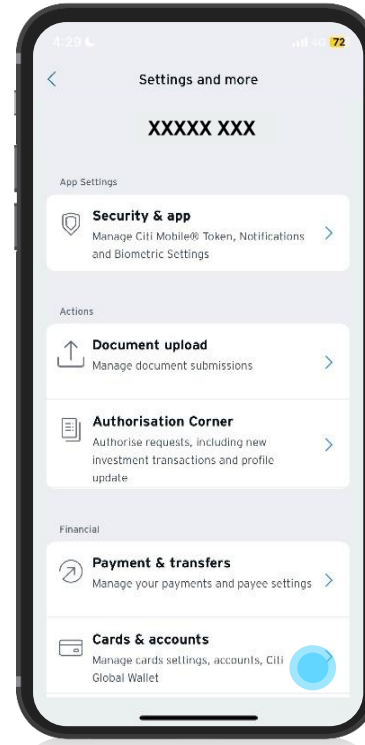 4:29
4G 72
Settings and more
XXXXX XXX
App Settings
Security & app
Manage Citi Mobile® Token, Notifications
and Biometric Settings
Actions
Document upload
Manage document submissions
Authorisation Corner
Authorise requests, including new
investment transactions and profile
update
Financial
Payment & transfers
Manage your payments and payee settings
Cards & accounts
Manage cards settings, accounts, Citi
Global Wallet